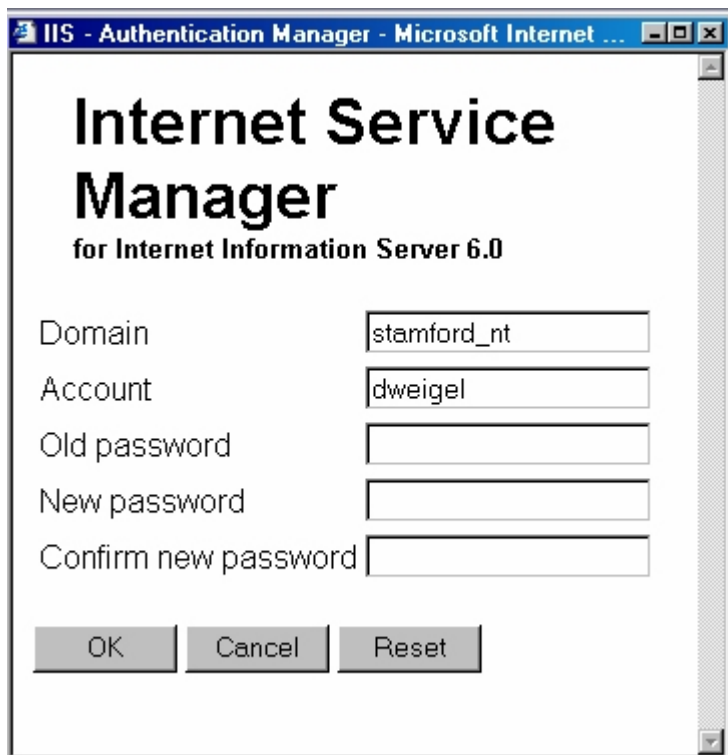 IIS - Authentication Manager - Microsoft Internet ...
Internet Service
Manager
for Internet Information Server 6.0
Domain stamford_nt
Account dweigel
Old password
New password
Confirm new password
OK Cancel Reset